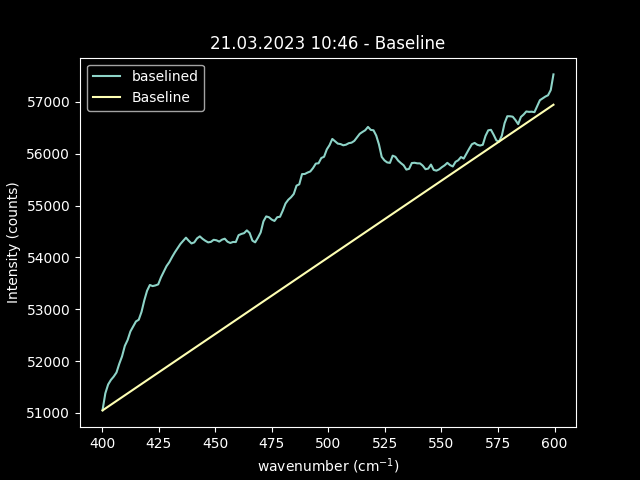 21.03.2023 10:46 - Baseline
baselined
Baseline
Intensity (counts)
57000
56000
55000
54000
53000
52000
51000
400 425 450 475 500 525 550 575 600
wavenumber (cm⁻¹)